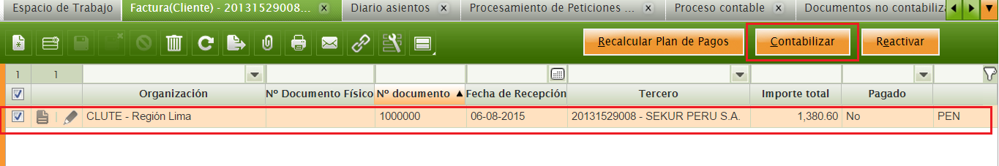 Espacio de Trabajo Factura(Cliente) - 20131529008... Diario asientos Procesamiento de Peticiones ... Proceso contable Documentos no contabiliza
Recalcular Plan de Pagos Contabilizar Reactivar
1 1
Organización Nº Documento Físico Nº documento Fecha de Recepción Tercero Importe total Pagado
CLUTE - Región Lima 1000000 06-08-2015 20131529008 - SEKUR PERU S.A. 1,380.60 No PEN